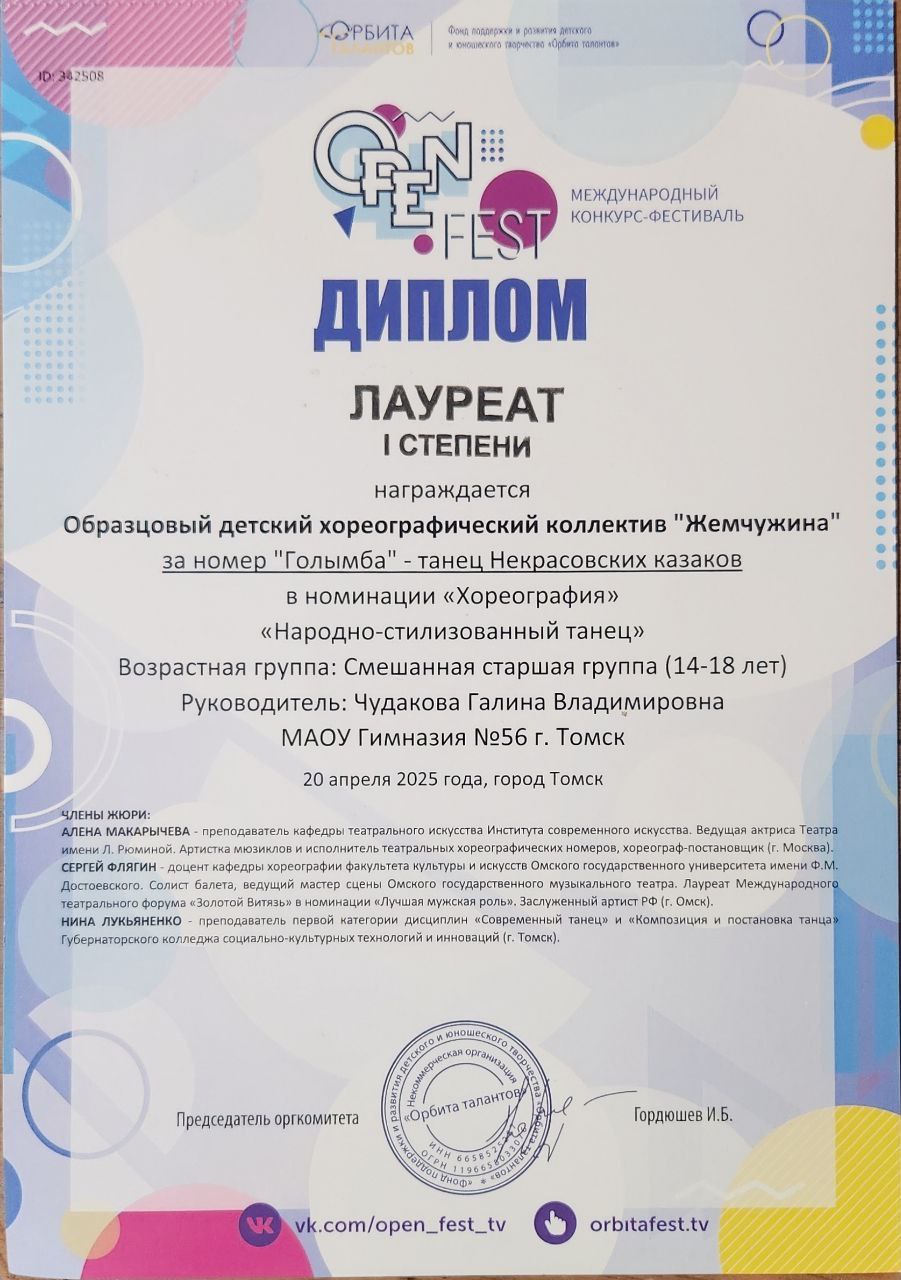 ОРБИТА
ТАЛАНТОВ
Фонд поддержки и развития детского
и юношеского творчества «Орбита талантов»
ID: 342508
OPEN
FEST
МЕЖДУНАРОДНЫЙ
КОНКУРС-ФЕСТИВАЛЬ
ДИПЛОМ
ЛАУРЕАТ
I СТЕПЕНИ
награждается
Образцовый детский хореографический коллектив "Жемчужина"
за номер "Голымба" - танец Некрасовских казаков
в номинации «Хореография»
«Народно-стилизованный танец»
Возрастная группа: Смешанная старшая группа (14-18 лет)
Руководитель: Чудакова Галина Владимировна
МАОУ Гимназия №56 г. Томск
20 апреля 2025 года, город Томск
ЧЛЕНЫ ЖЮРИ:
АЛЕНА МАКАРЫЧЕВА - преподаватель кафедры театрального искусства Института современного искусства. Ведущая актриса Театра
имени Л. Рюминой. Артистка мюзиклов и исполнитель театральных хореографических номеров, хореограф-постановщик (г. Москва).
СЕРГЕЙ ФЛЯГИН - доцент кафедры хореографии факультета культуры и искусств Омского государственного университета имени Ф.М.
Достоевского. Солист балета, ведущий мастер сцены Омского государственного музыкального театра. Лауреат Международного
театрального форума «Золотой Витязь» в номинации «Лучшая мужская роль». Заслуженный артист РФ (г. Омск).
НИНА ЛУКЬЯНЕНКО - преподаватель первой категории дисциплин «Современный танец» и «Композиция и постановка танца»
Губернаторского колледжа социально-культурных технологий и инноваций (г. Томск).
Председатель оргкомитета
«Фонд поддержки и развития детского и юношеского творчества «Орбита талантов»
Некоммерческая организация
«Орбита талантов»
ИНН
ОГРН
Гордюшев И.Б.
vk.com/open_fest_tv
orbitafest.tv